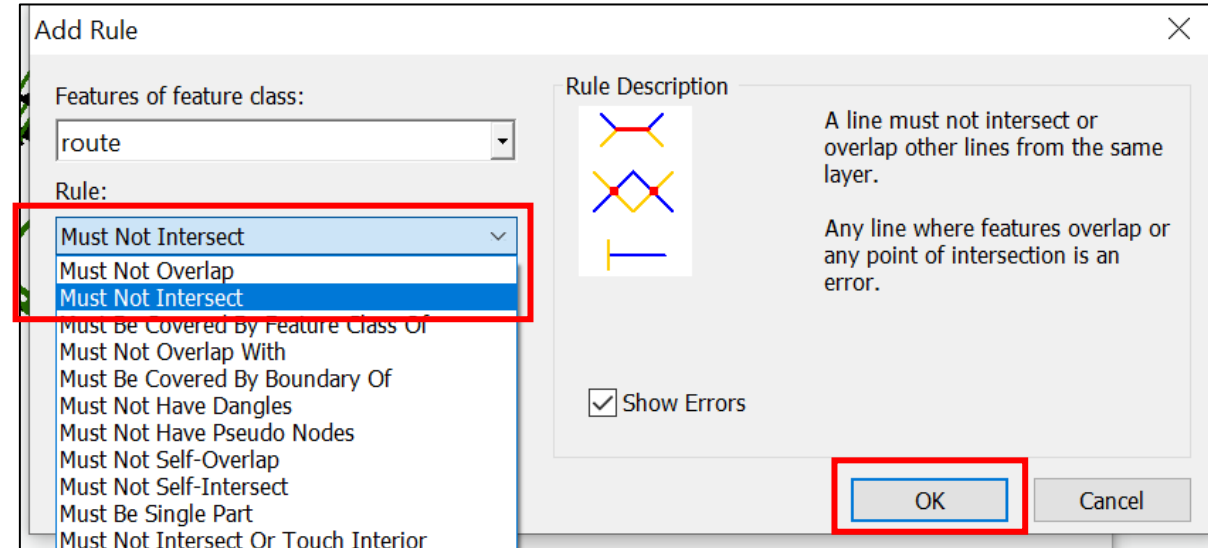 Add Rule
Features of feature class:
route
Rule:
Must Not Intersect
Must Not Overlap
Must Not Intersect
Must Be Covered By Feature Class Of
Must Not Overlap With
Must Be Covered By Boundary Of
Must Not Have Dangles
Must Not Have Pseudo Nodes
Must Not Self-Overlap
Must Not Self-Intersect
Must Be Single Part
Must Not Intersect Or Touch Interior
Rule Description
A line must not intersect or
overlap other lines from the same
layer.
Any line where features overlap or
any point of intersection is an
error.
Show Errors
OK
Cancel